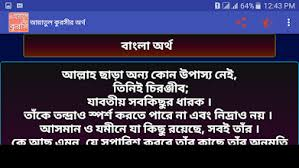 12:43 PM
আয়াতুল কুরসীর অর্থ
বাংলা অর্থ
আল্লাহ ছাড়া অন্য কোন উপাস্য নেই,
তিনিই চিরঞ্জীব;
যাবতীয় সবকিছুর ধারক ।
তাঁকে তন্দ্রাও স্পর্শ করতে পারে না এবং নিদ্রাও নয় ।
আসমান ও যমীনে যা কিছু রয়েছে, সবই তাঁর ।
কে আছ এমন, যে সুপারিশ করবে তাঁর কাছে তাঁর অনুমতি